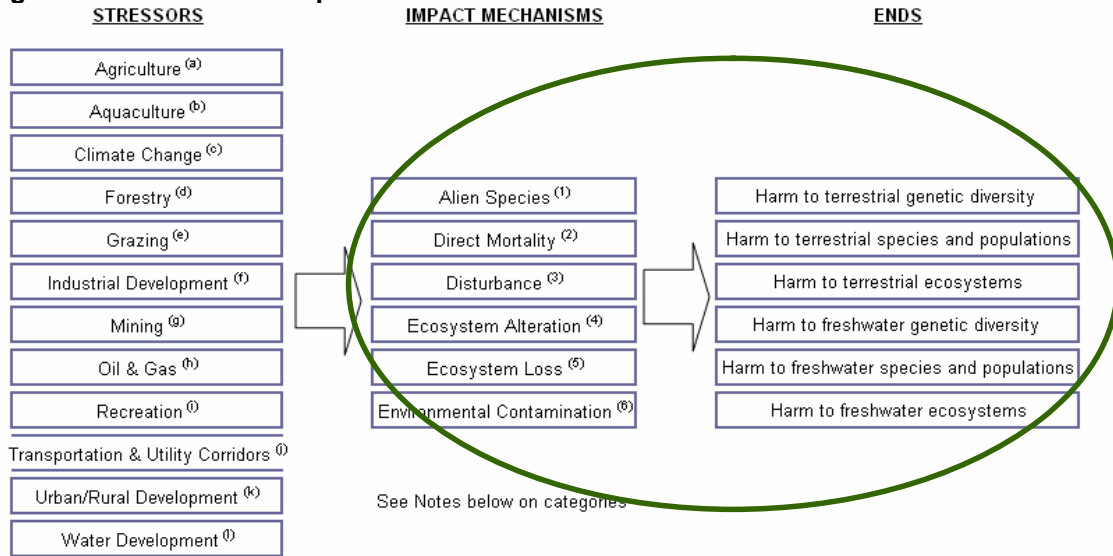 STRESSORS
Agriculture (a)
Aquaculture (b)
Climate Change (c)
Forestry (d)
Grazing (e)
Industrial Development (f)
Mining (g)
Oil & Gas (h)
Recreation (i)
Transportation & Utility Corridors (j)
Urban/Rural Development (k)
Water Development (l)
IMPACT MECHANISMS
Alien Species (1)
Direct Mortality (2)
Disturbance (3)
Ecosystem Alteration (4)
Ecosystem Loss (5)
Environmental Contamination (6)
See Notes below on categories
ENDS
Harm to terrestrial genetic diversity
Harm to terrestrial species and populations
Harm to terrestrial ecosystems
Harm to freshwater genetic diversity
Harm to freshwater species and populations
Harm to freshwater ecosystems